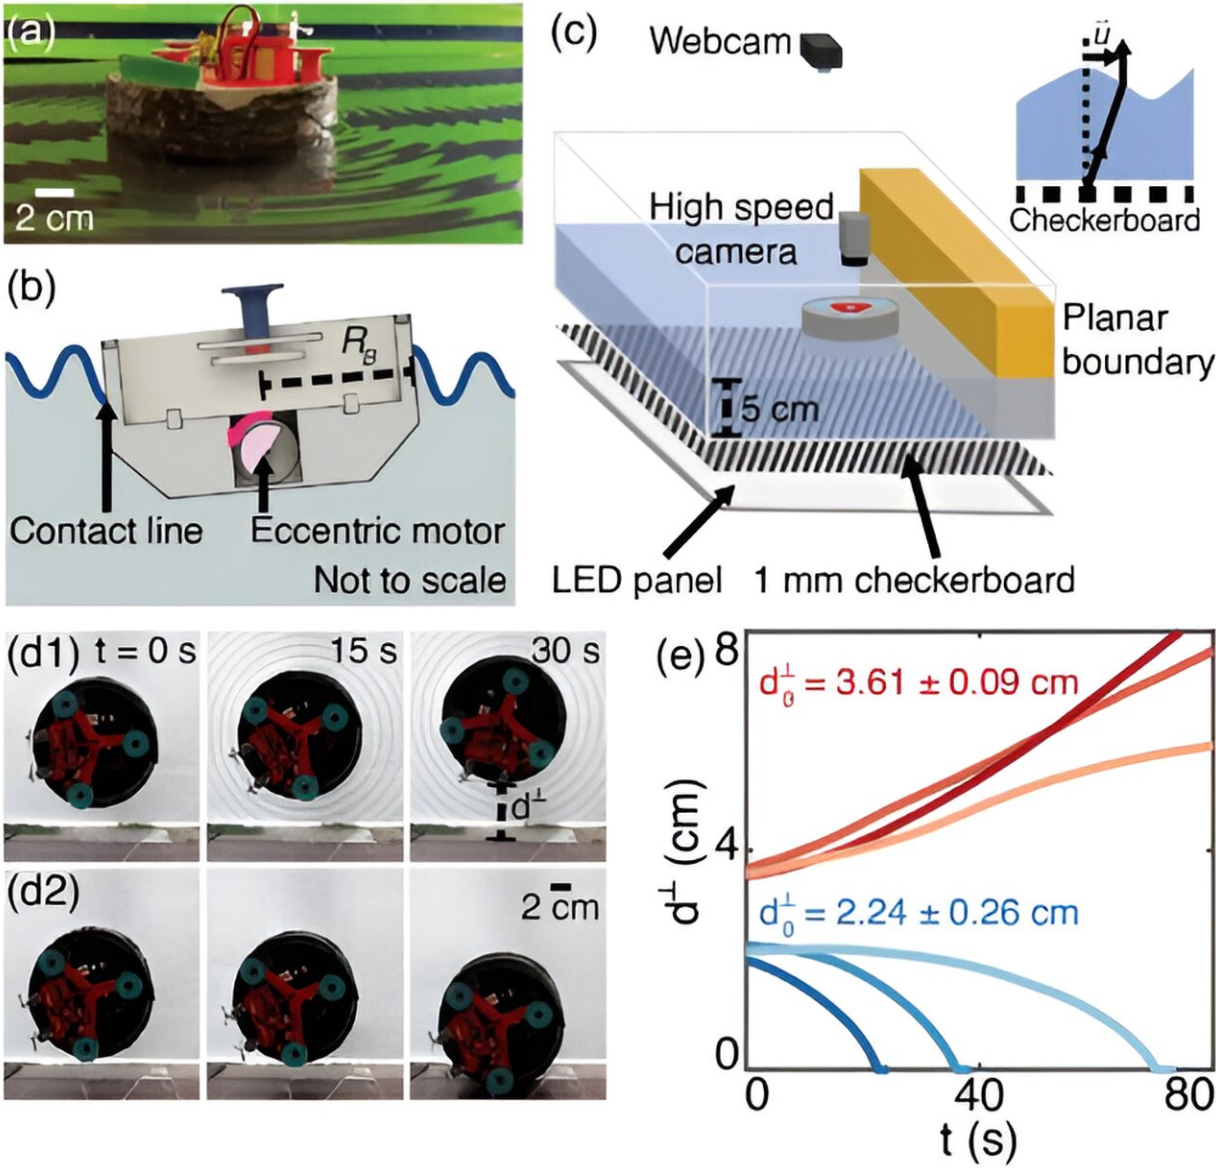 (a)
2 cm
(b)
R_B
Contact line
Eccentric motor
Not to scale
(c)
Webcam
u⃗
Checkerboard
High speed
camera
Planar
boundary
5 cm
LED panel
1 mm checkerboard
(d1)
t = 0 s
15 s
30 s
d⊥
(d2)
2 cm
(e)
d₀⊥ = 3.61 ± 0.09 cm
d₀⊥ = 2.24 ± 0.26 cm
d⊥ (cm)
8
4
0
0
40
80
t (s)